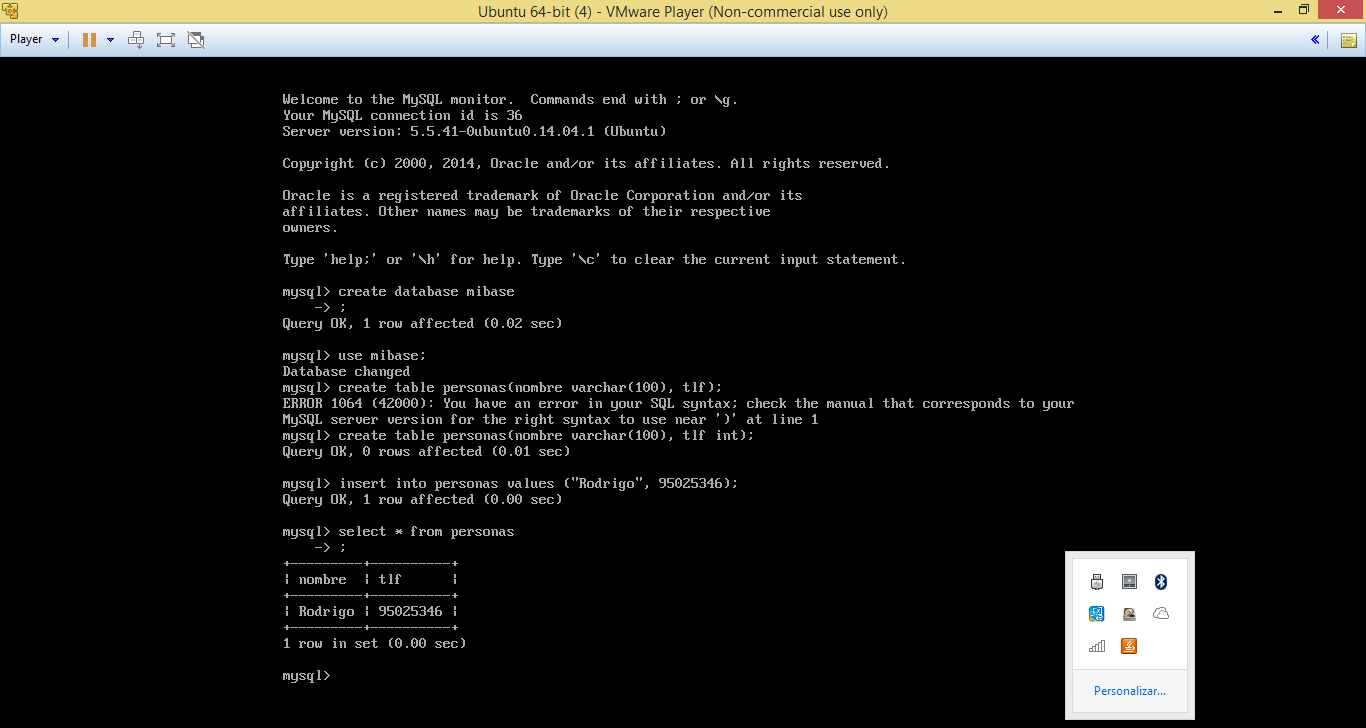 Ubuntu 64-bit (4) - VMware Player (Non-commercial use only)
Player
Welcome to the MySQL monitor.  Commands end with ; or \g.
Your MySQL connection id is 36
Server version: 5.5.41-0ubuntu0.14.04.1 (Ubuntu)
Copyright (c) 2000, 2014, Oracle and/or its affiliates. All rights reserved.
Oracle is a registered trademark of Oracle Corporation and/or its
affiliates. Other names may be trademarks of their respective
owners.
Type 'help;' or '\h' for help. Type '\c' to clear the current input statement.
mysql> create database mibase
    -> ;
Query OK, 1 row affected (0.02 sec)
mysql> use mibase;
Database changed
mysql> create table personas(nombre varchar(100), tlf);
ERROR 1064 (42000): You have an error in your SQL syntax; check the manual that corresponds to your
MySQL server version for the right syntax to use near ')' at line 1
mysql> create table personas(nombre varchar(100), tlf int);
Query OK, 0 rows affected (0.01 sec)
mysql> insert into personas values ("Rodrigo", 95025346);
Query OK, 1 row affected (0.00 sec)
mysql> select * from personas
    -> ;
+---------+----------+
| nombre  | tlf      |
+---------+----------+
| Rodrigo | 95025346 |
+---------+----------+
1 row in set (0.00 sec)
mysql>
Personalizar...